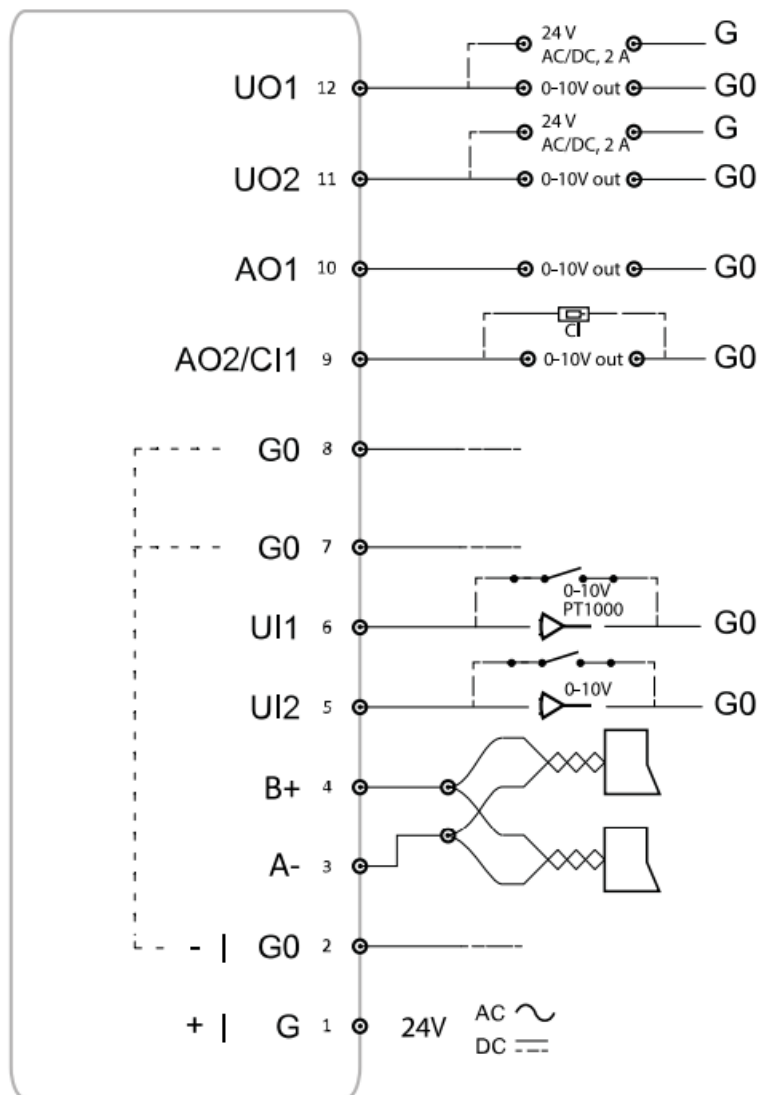 24 V G
AC/DC, 2 A
UO1 12 0-10V out G0
24 V G
AC/DC, 2 A
UO2 11 0-10V out G0
AO1 10 0-10V out G0
CI
AO2/CI1 9 0-10V out G0
G0 8
G0 7
0-10V
PT1000
UI1 6 G0
0-10V
UI2 5 G0
B+ 4
A- 3
- | G0 2
+ | G 1 24V AC
DC